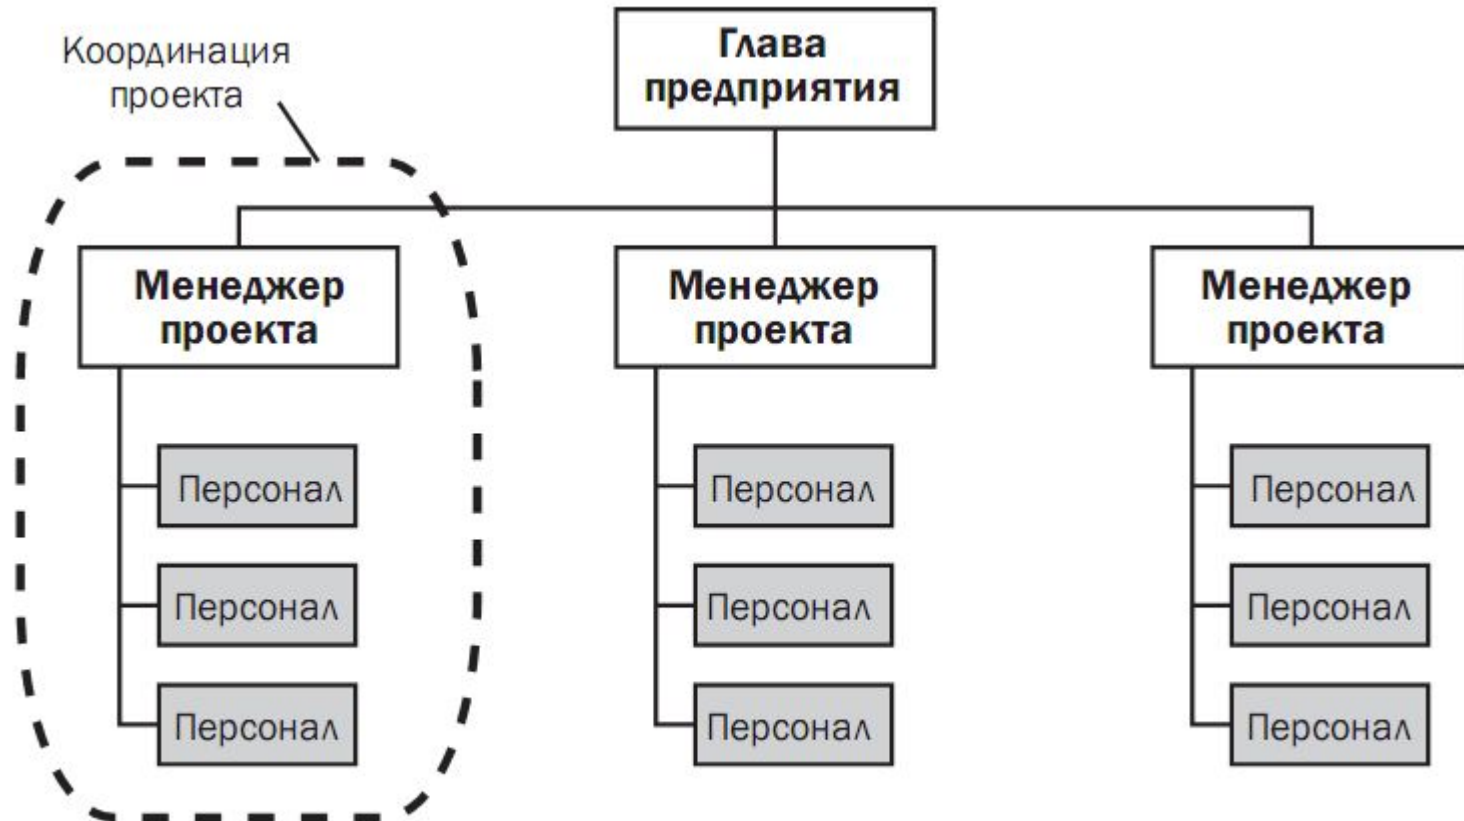 Координация
проекта
Глава
предприятия
Менеджер
проекта
Менеджер
проекта
Менеджер
проекта
Персонал
Персонал
Персонал
Персонал
Персонал
Персонал
Персонал
Персонал
Персонал